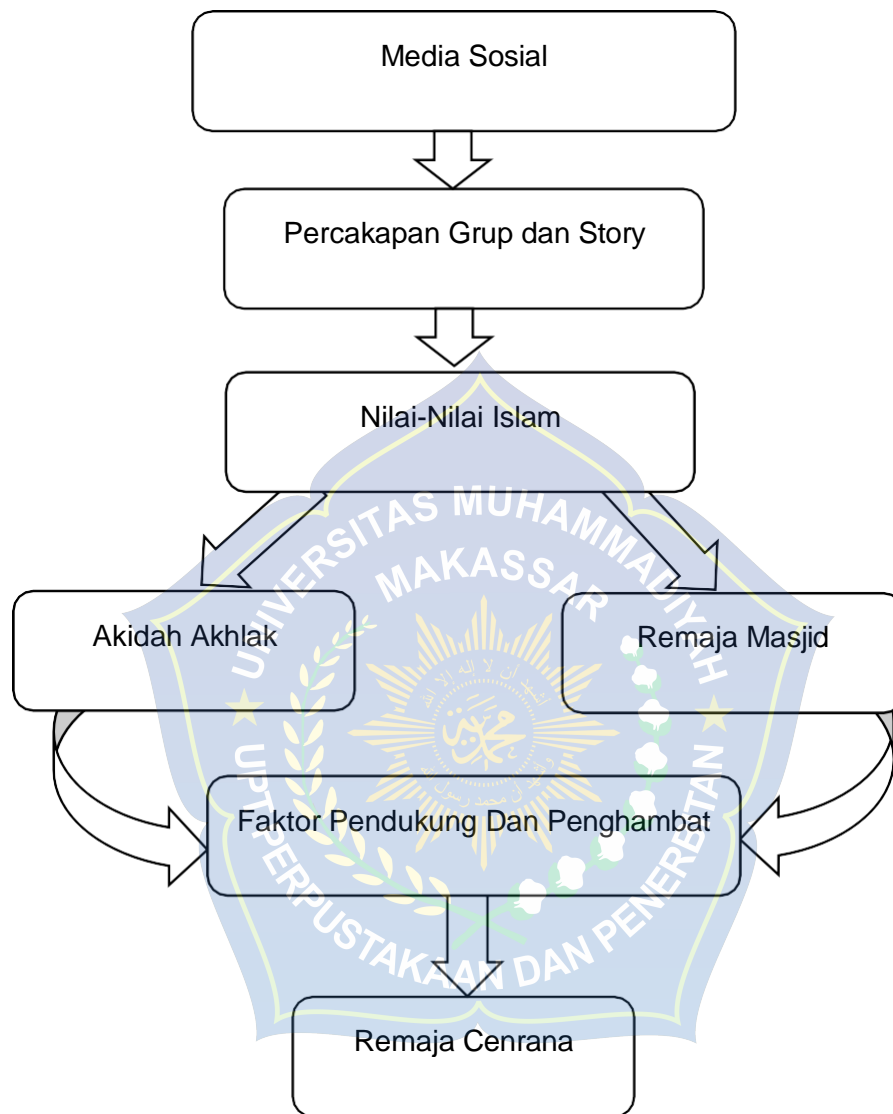 Media Sosial
Percakapan Grup dan Story
Nilai-Nilai Islam
UNIVERSITAS MUHAMMADIYAH
MAKASSAR
Akidah Akhlak
Remaja Masjid
Faktor Pendukung Dan Penghambat
UPT PERPUSTAKAAN DAN PENERBITAN
Remaja Cenrana